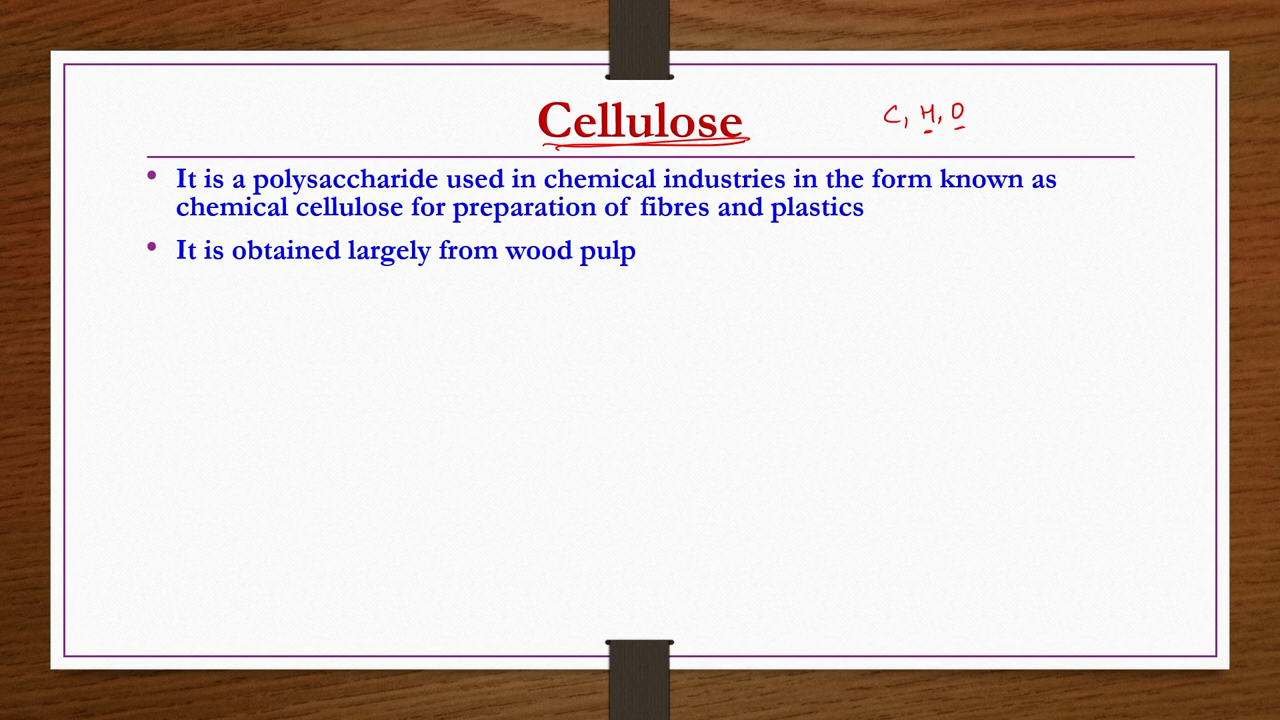 Cellulose
C, H, O
• It is a polysaccharide used in chemical industries in the form known as
chemical cellulose for preparation of fibres and plastics
• It is obtained largely from wood pulp